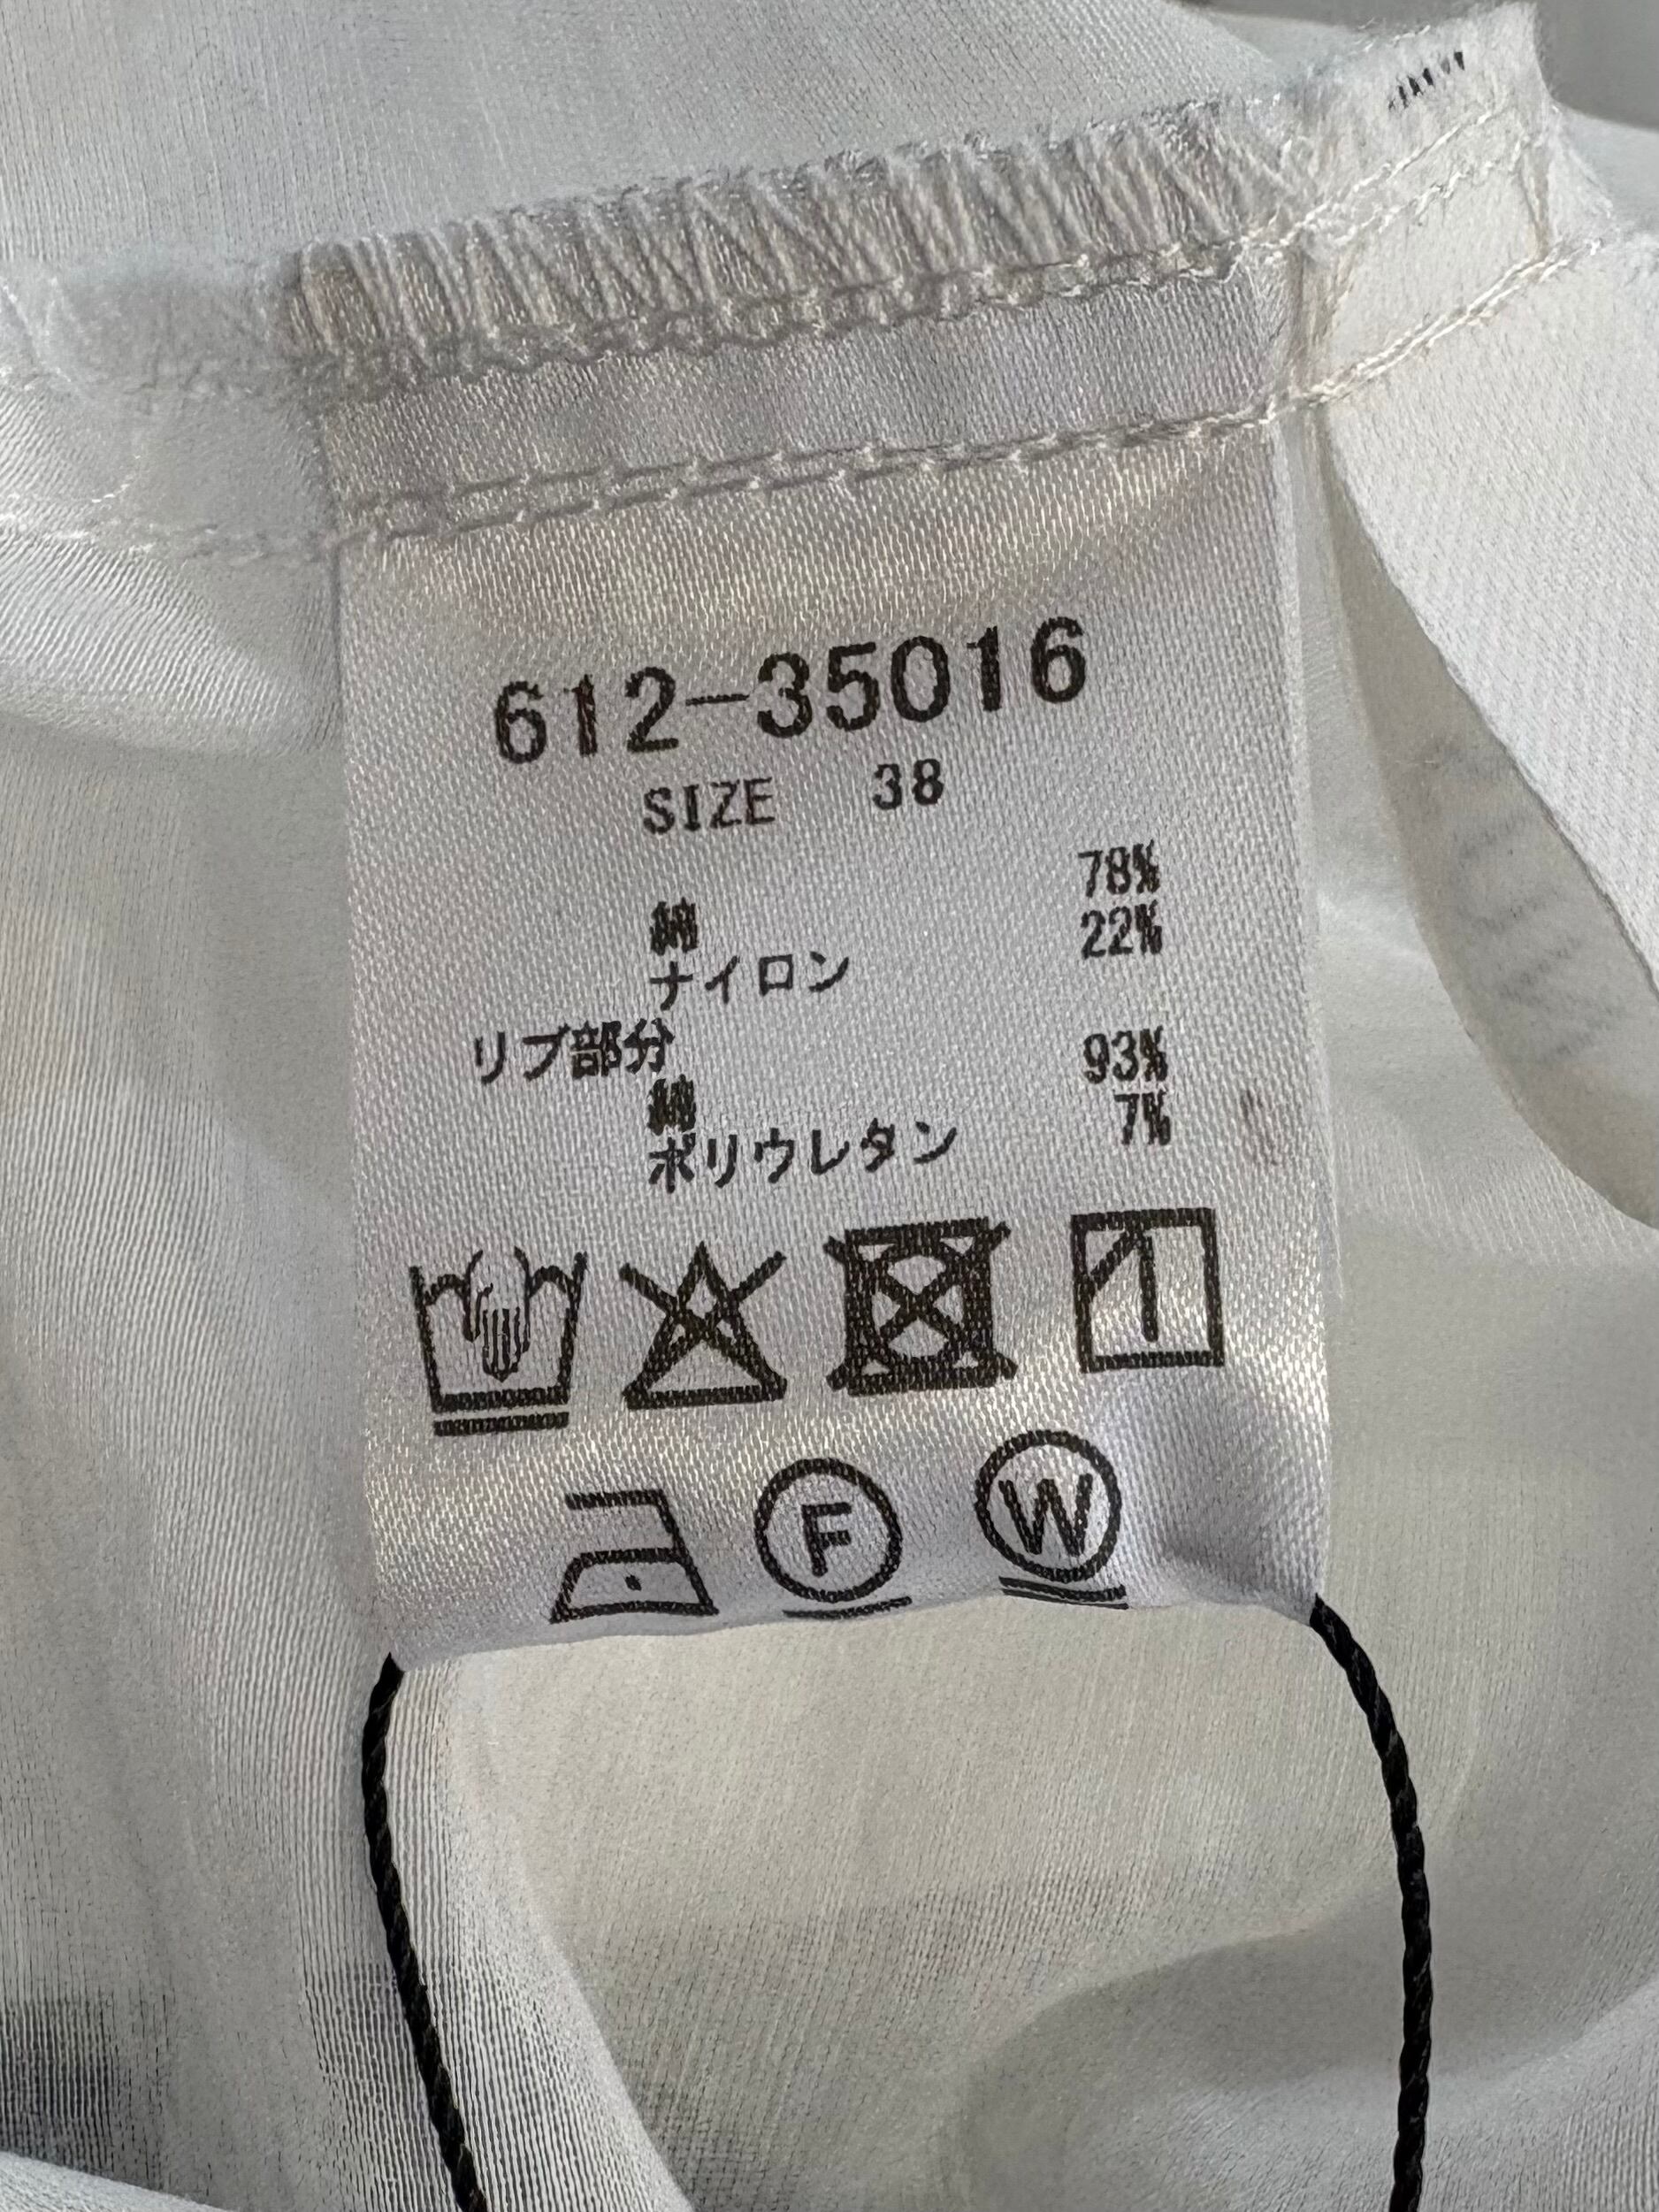 612-35016
SIZE 38
綿 78%
ナイロン 22%
リブ部分
綿 93%
ポリウレタン 7%
F
W